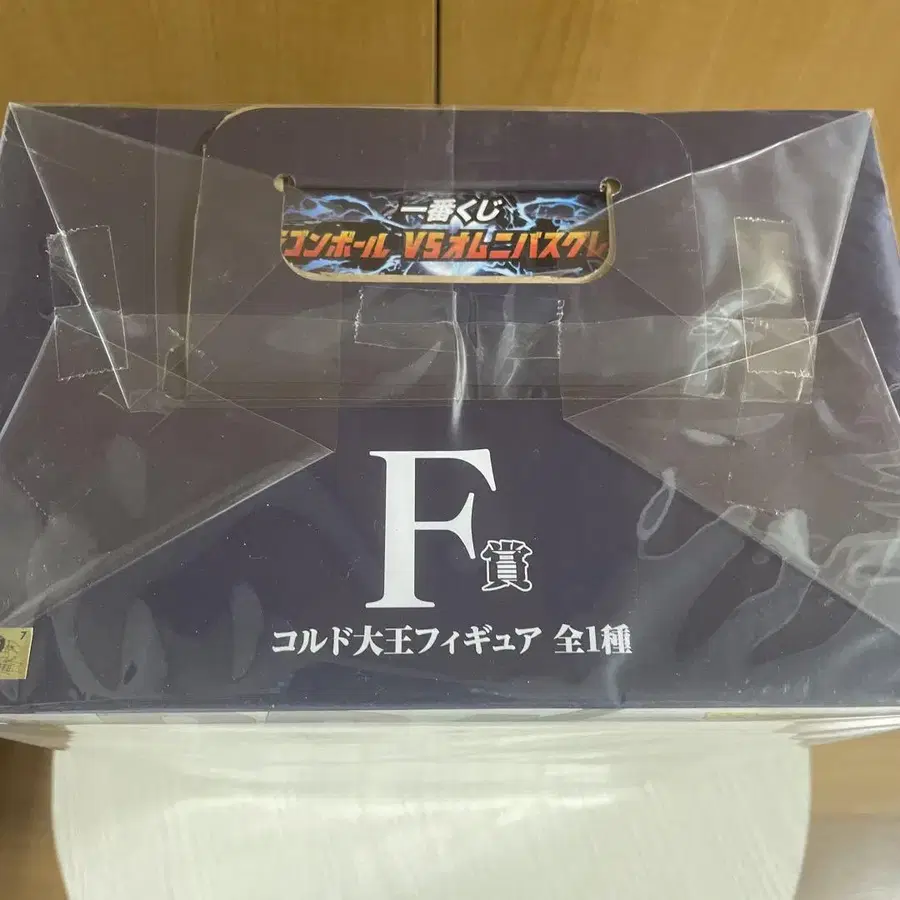 一番くじ
ゴンボール VSオムニバスグレ
F賞
コルド大王フィギュア 全1種